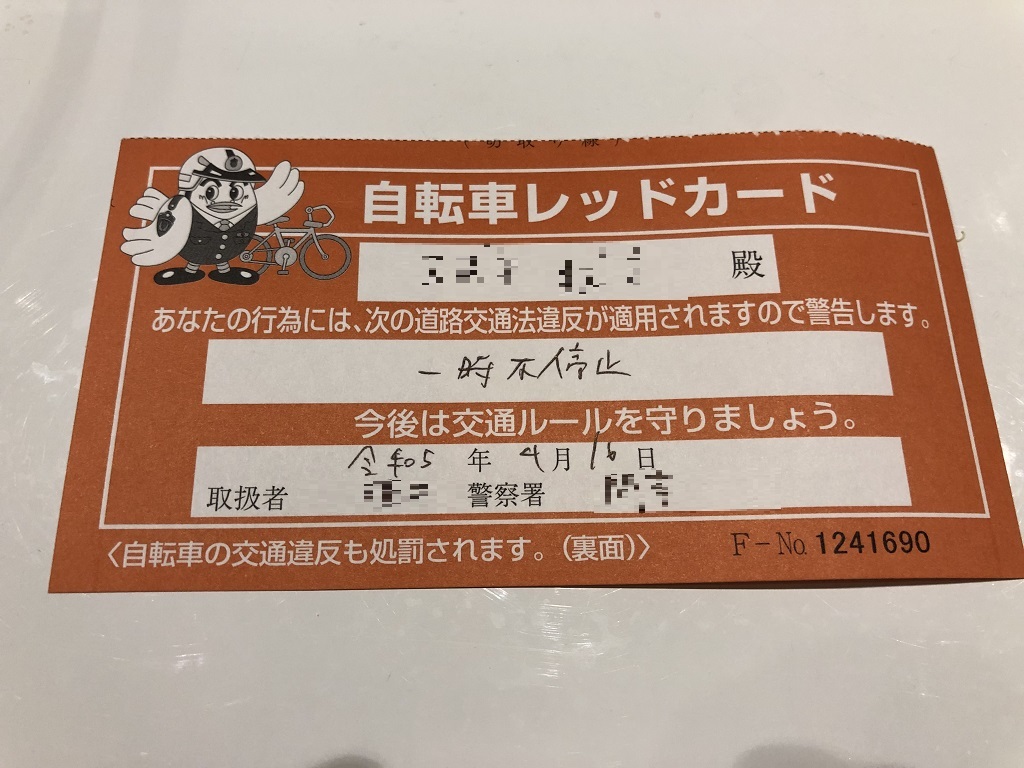 自転車レッドカード
殿
あなたの行為には、次の道路交通法違反が適用されますので警告します。
一時不停止
今後は交通ルールを守りましょう。
令和5年4月16日
取扱者 警察署
〈自転車の交通違反も処罰されます。(裏面)〉 F-No.1241690